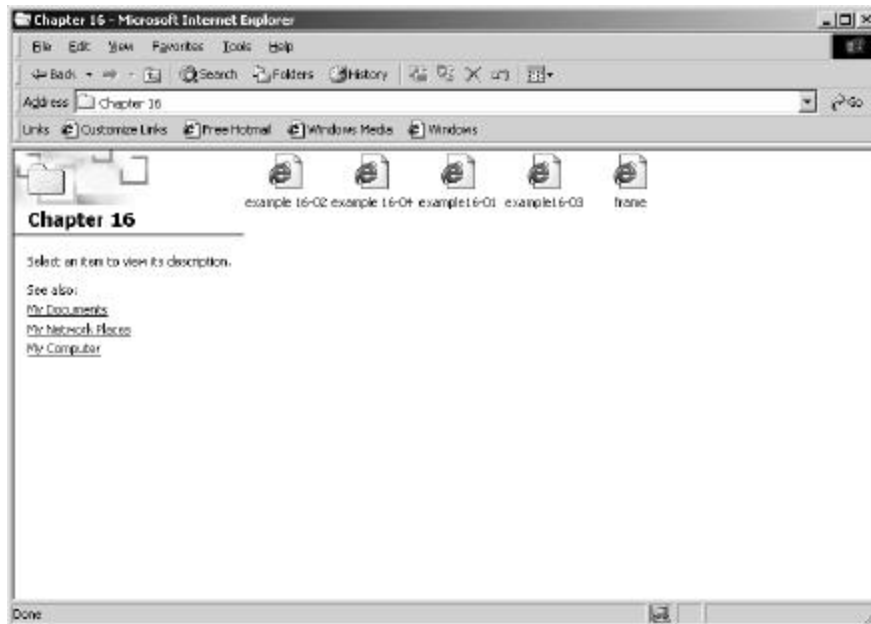 Chapter 16 - Microsoft Internet Explorer
File Edit View Favorites Tools Help
Back Search Folders History
Address Chapter 16 Go
Links Customize Links Free Hotmail Windows Media Windows
example 16-02 example 16-04 example16-01 example16-03 frame
Chapter 16
Select an item to view its description.
See also:
My Documents
My Network Places
My Computer
Done